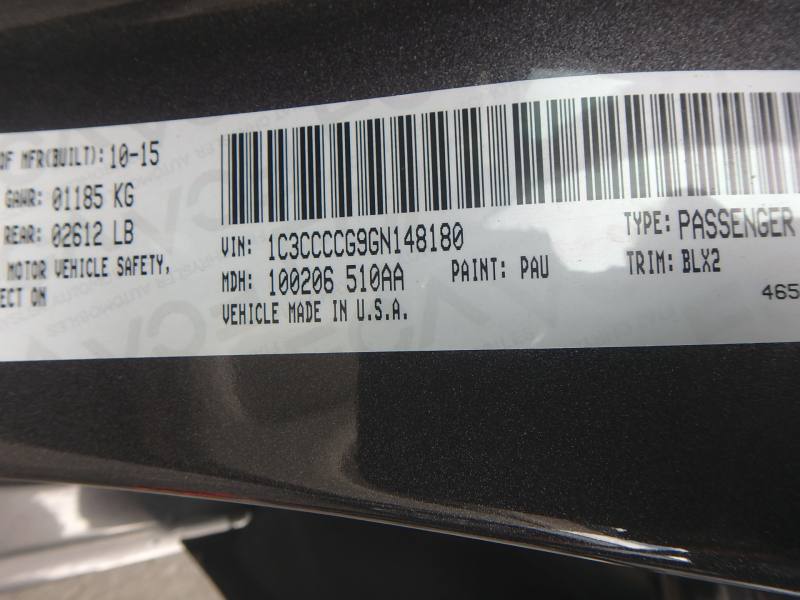 OF MFR(BUILT): 10-15
GAWR: 01185 KG
REAR: 02612 LB
MOTOR VEHICLE SAFETY,
ECT ON
VIN: 1C3CCCCG9GN148180
TYPE: PASSENGER
MDH: 100206 510AA
PAINT: PAU
TRIM: BLX2
VEHICLE MADE IN U.S.A.
465